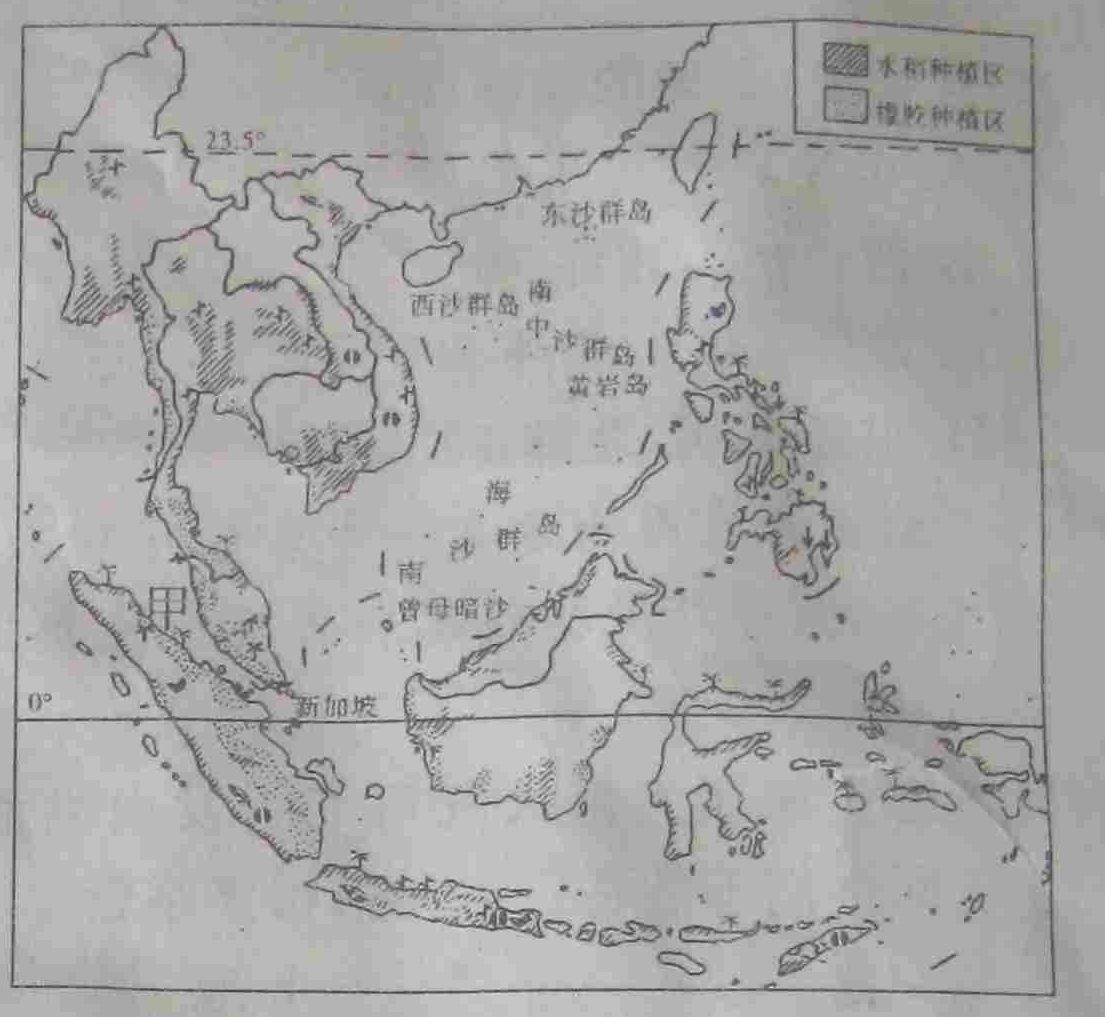 水稻种植区
橡胶种植区
23.5°
东沙群岛
西沙群岛
南
中沙群岛
黄岩岛
海
南沙群岛
曾母暗沙
甲
0°
新加坡